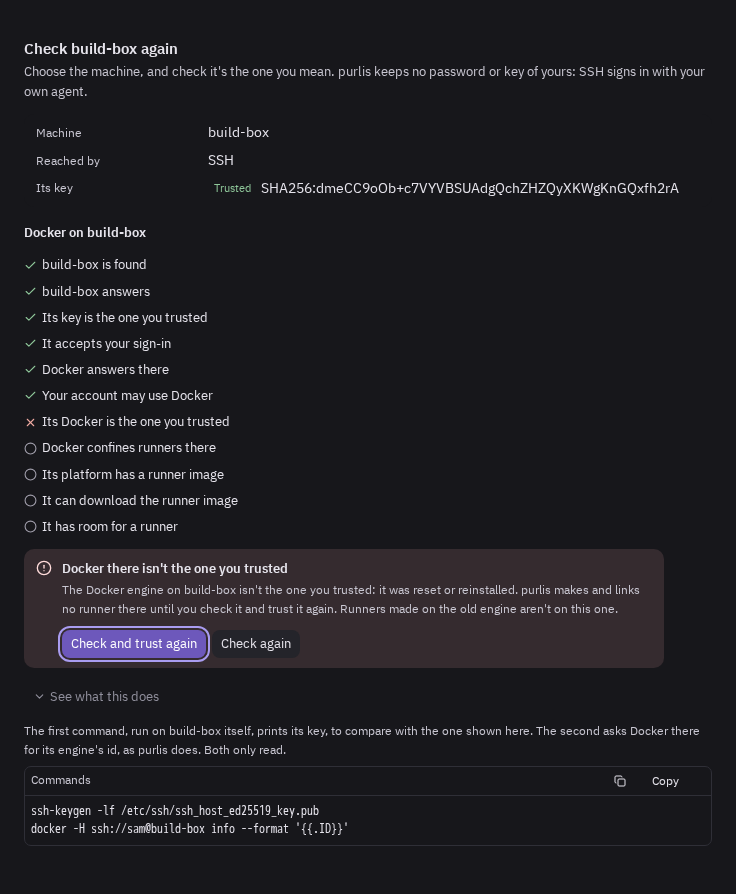 Check build-box again
Choose the machine, and check it's the one you mean. purlis keeps no password or key of yours: SSH signs in with your
own agent.
Machine build-box
Reached by SSH
Its key Trusted SHA256:dmeCC9oOb+c7VYVBSUAdgQchZHZQyXKWgKnGQxfh2rA
Docker on build-box
build-box is found
build-box answers
Its key is the one you trusted
It accepts your sign-in
Docker answers there
Your account may use Docker
Its Docker is the one you trusted
Docker confines runners there
Its platform has a runner image
It can download the runner image
It has room for a runner
Docker there isn't the one you trusted
The Docker engine on build-box isn't the one you trusted: it was reset or reinstalled. purlis makes and links
no runner there until you check it and trust it again. Runners made on the old engine aren't on this one.
Check and trust again Check again
See what this does
The first command, run on build-box itself, prints its key, to compare with the one shown here. The second asks Docker there
for its engine's id, as purlis does. Both only read.
Commands Copy
ssh-keygen -lf /etc/ssh/ssh_host_ed25519_key.pub
docker -H ssh://sam@build-box info --format '{{.ID}}'